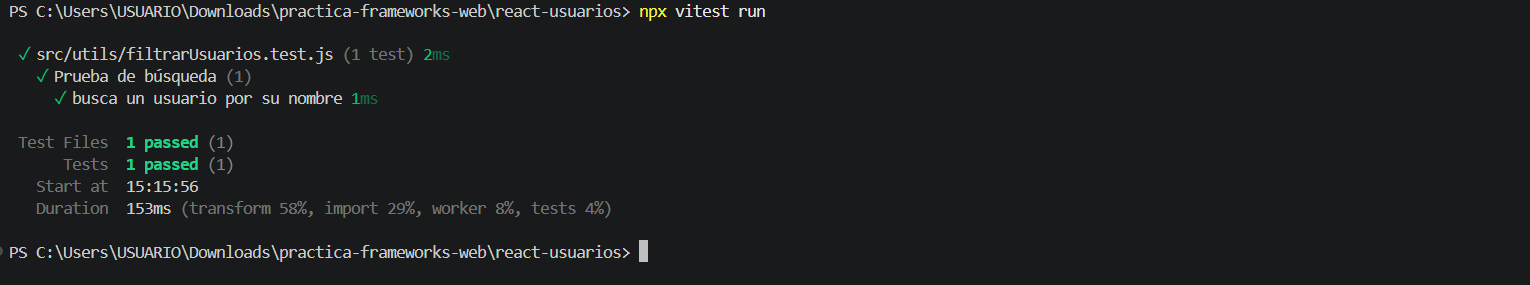 PS C:\Users\USUARIO\Downloads\practica-frameworks-web\react-usuarios> npx vitest run
✓ src/utils/filtrarUsuarios.test.js (1 test) 2ms
✓ Prueba de búsqueda (1)
✓ busca un usuario por su nombre 1ms
Test Files 1 passed (1)
Tests 1 passed (1)
Start at 15:15:56
Duration 153ms (transform 58%, import 29%, worker 8%, tests 4%)
PS C:\Users\USUARIO\Downloads\practica-frameworks-web\react-usuarios>